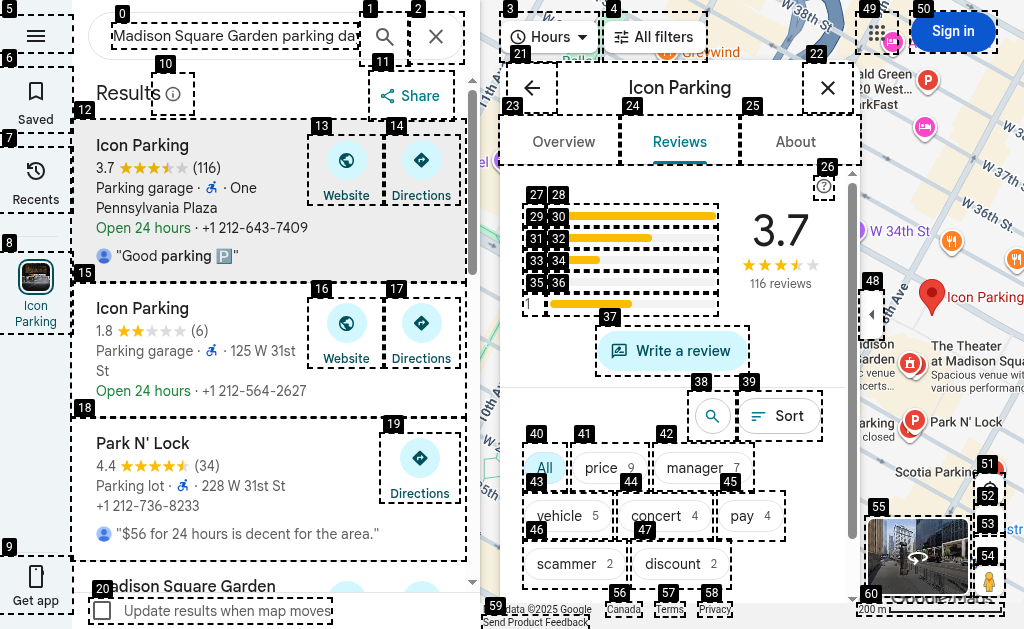 Madison Square Garden parking da
Hours
All filters
Sign in
Saved
Recents
Icon
Parking
Get app
Results
Share
Icon Parking
3.7 (116)
Parking garage · One
Pennsylvania Plaza
Open 24 hours · +1 212-643-7409
"Good parking 🅿️"
Website
Directions
Icon Parking
1.8 (6)
Parking garage · 125 W 31st
St
Open 24 hours · +1 212-564-2627
Website
Directions
Park N' Lock
4.4 (34)
Parking lot · 228 W 31st St
+1 212-736-8233
"$56 for 24 hours is decent for the area."
Directions
Madison Square Garden
Update results when map moves
Icon Parking
Overview
Reviews
About
1
3.7
116 reviews
Write a review
Sort
All
price 9
manager 7
vehicle 5
concert 4
pay 4
scammer 2
discount 2
W 38th St
W 37th
W 36th St
W 34th St
Icon Parking
The Theater
at Madison Squa
Spacious venue wit
various performanc
Park N' Lock
closed
Scotia Parking
data ©2025 Google
Canada
Terms
Privacy
Send Product Feedback
200 m
0
1
2
3
4
5
6
7
8
9
10
11
12
13
14
15
16
17
18
19
20
21
22
23
24
25
26
27
28
29
30
31
32
33
34
35
36
37
38
39
40
41
42
43
44
45
46
47
48
49
50
51
52
53
54
55
56
57
58
59
60